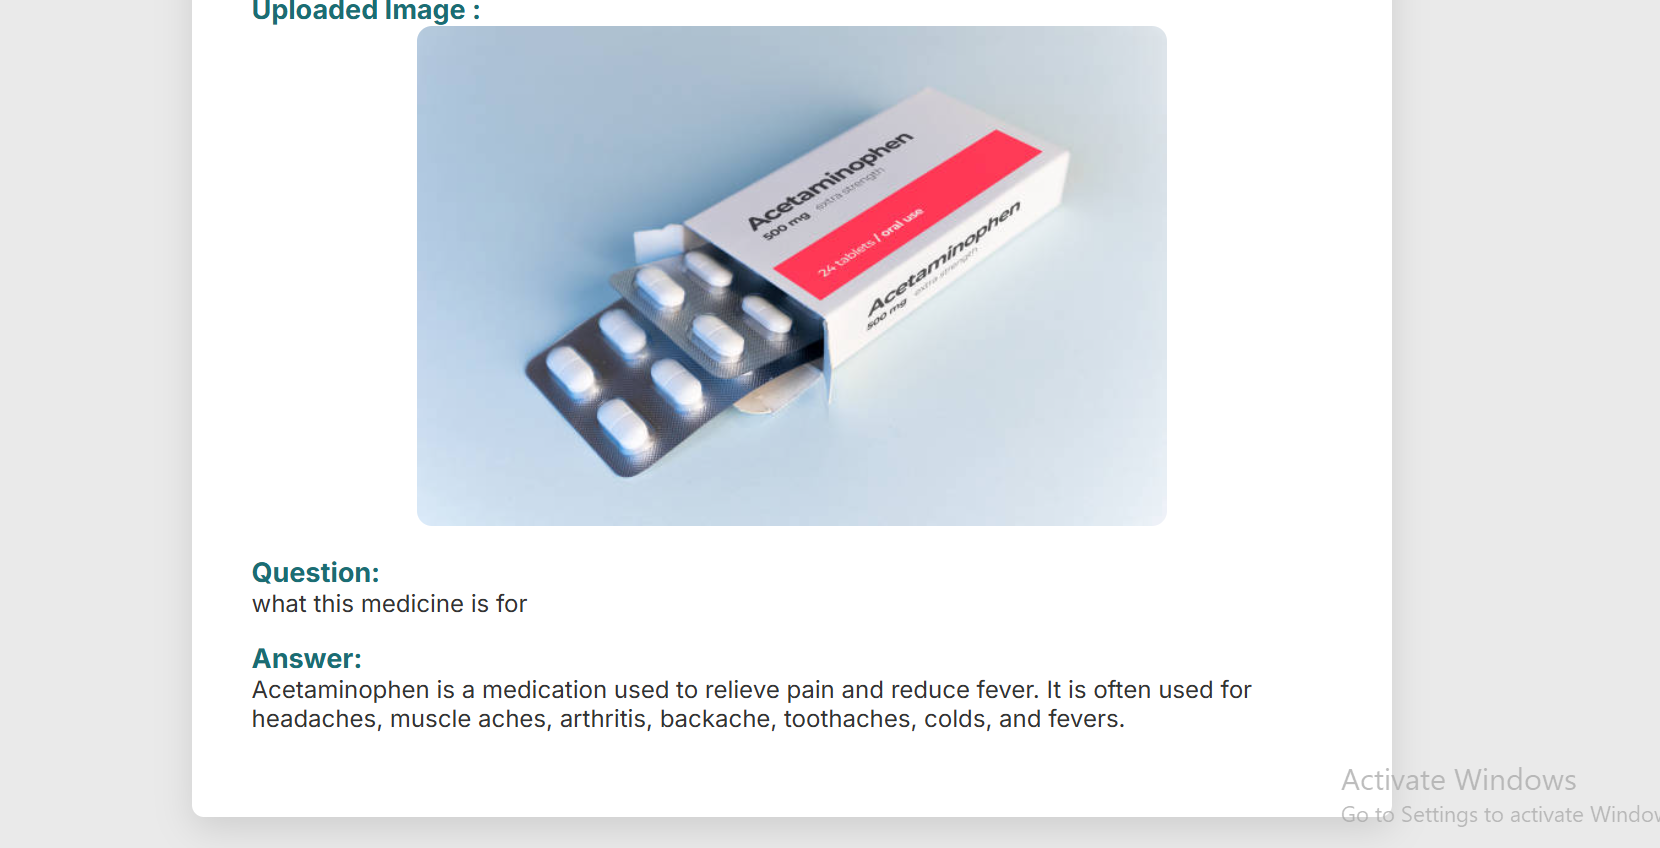 Uploaded Image :
Acetaminophen
500 mg extra strength
24 tablets / oral use
Acetaminophen
500 mg extra strength
Question:
what this medicine is for
Answer:
Acetaminophen is a medication used to relieve pain and reduce fever. It is often used for
headaches, muscle aches, arthritis, backache, toothaches, colds, and fevers.
Activate Windows
Go to Settings to activate Window